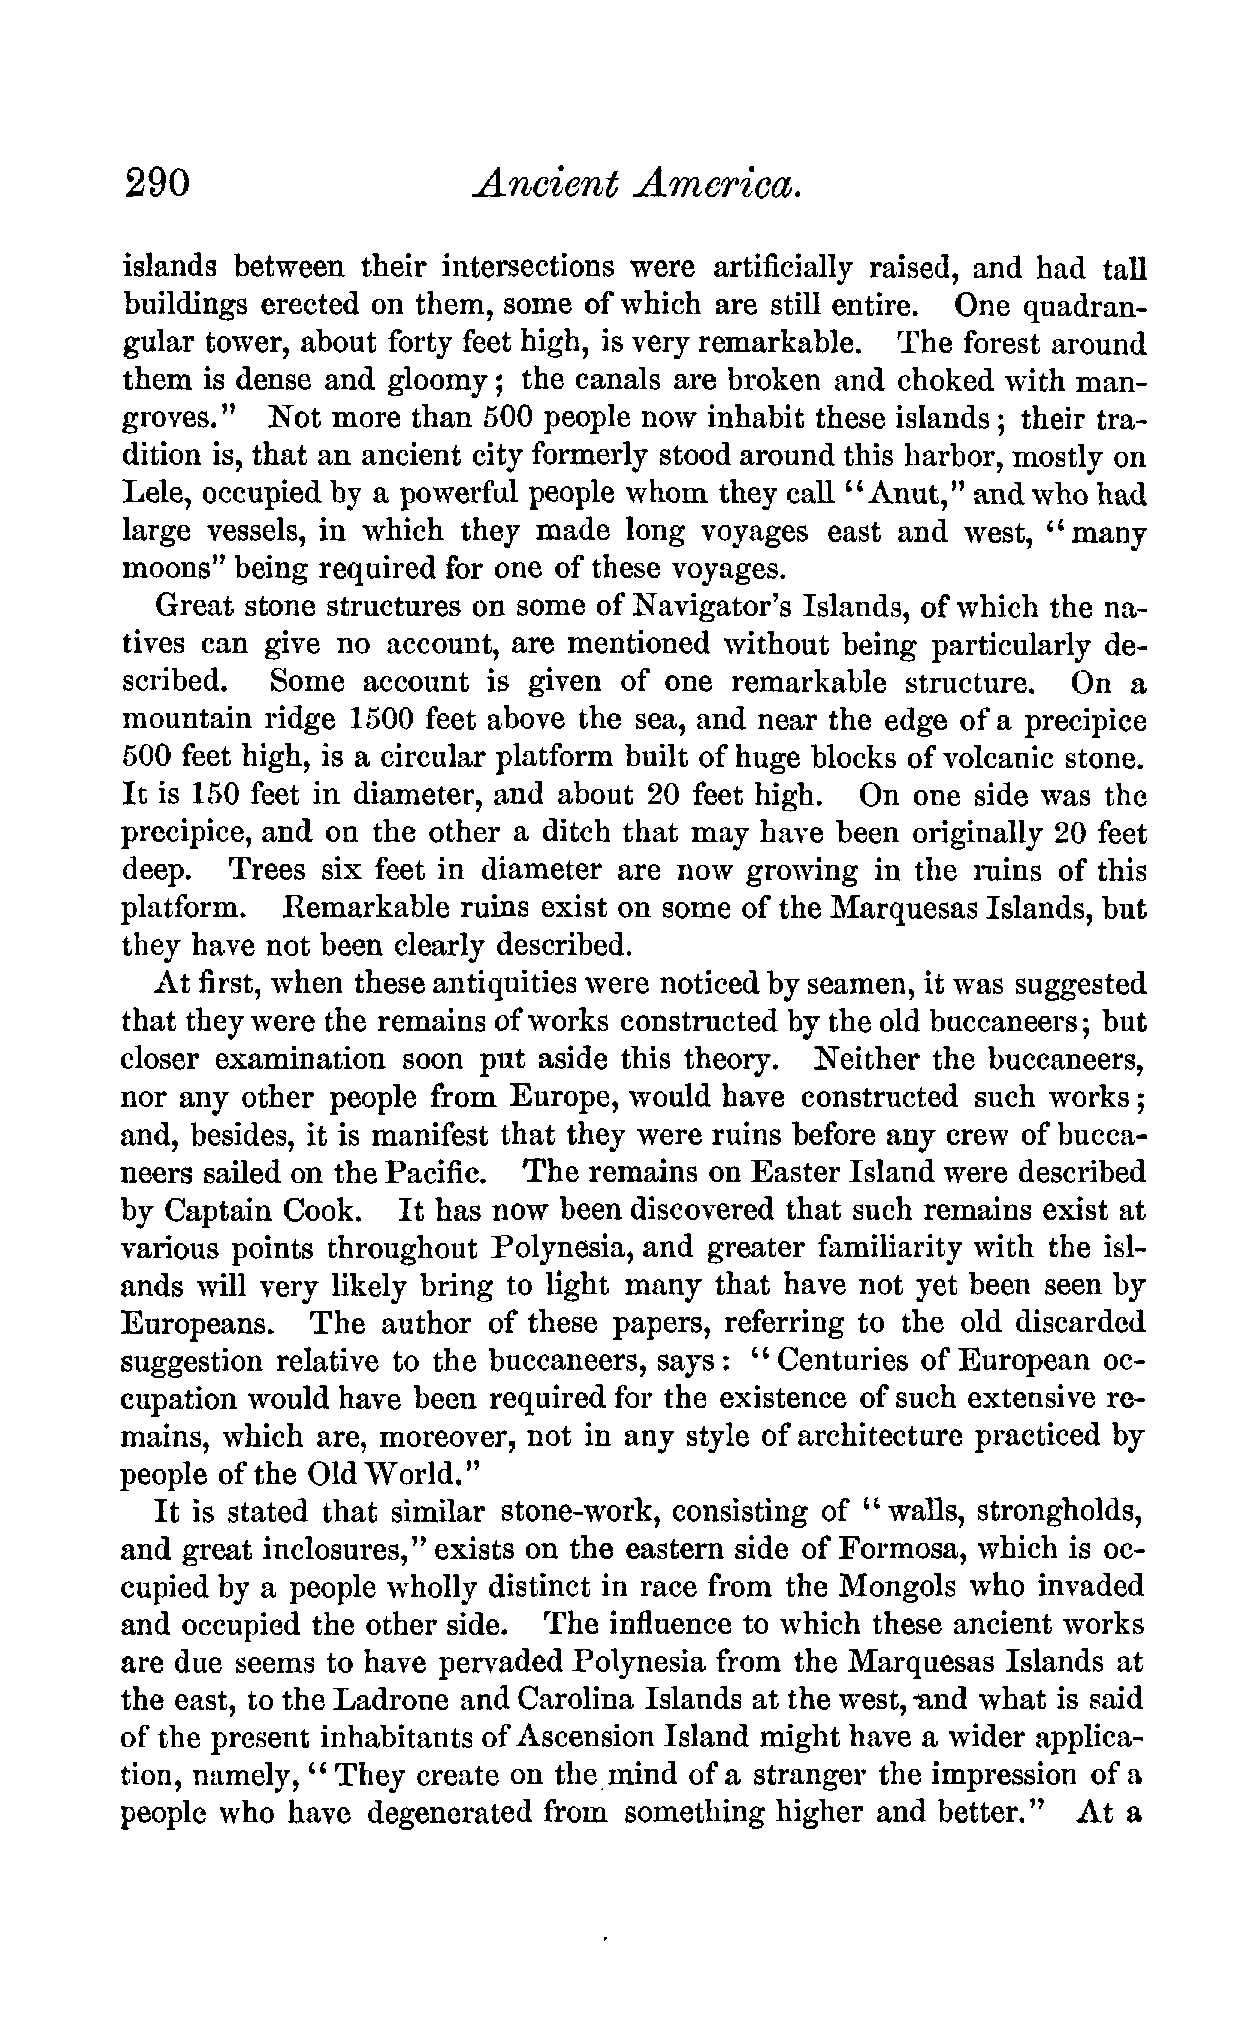 290 Ancient America.
islands between their intersections were artificially raised, and had tall
buildings erected on them, some of which are still entire. One quadran-
gular tower, about forty feet high, is very remarkable. The forest around
them is dense and gloomy; the canals are broken and choked with man-
groves." Not more than 500 people now inhabit these islands; their tra-
dition is, that an ancient city formerly stood around this harbor, mostly on
Lele, occupied by a powerful people whom they call "Anut," and who had
large vessels, in which they made long voyages east and west, "many
moons" being required for one of these voyages.
Great stone structures on some of Navigator's Islands, of which the na-
tives can give no account, are mentioned without being particularly de-
scribed. Some account is given of one remarkable structure. On a
mountain ridge 1500 feet above the sea, and near the edge of a precipice
500 feet high, is a circular platform built of huge blocks of volcanic stone.
It is 150 feet in diameter, and about 20 feet high. On one side was the
precipice, and on the other a ditch that may have been originally 20 feet
deep. Trees six feet in diameter are now growing in the ruins of this
platform. Remarkable ruins exist on some of the Marquesas Islands, but
they have not been clearly described.
At first, when these antiquities were noticed by seamen, it was suggested
that they were the remains of works constructed by the old buccaneers; but
closer examination soon put aside this theory. Neither the buccaneers,
nor any other people from Europe, would have constructed such works;
and, besides, it is manifest that they were ruins before any crew of bucca-
neers sailed on the Pacific. The remains on Easter Island were described
by Captain Cook. It has now been discovered that such remains exist at
various points throughout Polynesia, and greater familiarity with the isl-
ands will very likely bring to light many that have not yet been seen by
Europeans. The author of these papers, referring to the old discarded
suggestion relative to the buccaneers, says: "Centuries of European oc-
cupation would have been required for the existence of such extensive re-
mains, which are, moreover, not in any style of architecture practiced by
people of the Old World."
It is stated that similar stone-work, consisting of "walls, strongholds,
and great inclosures," exists on the eastern side of Formosa, which is oc-
cupied by a people wholly distinct in race from the Mongols who invaded
and occupied the other side. The influence to which these ancient works
are due seems to have pervaded Polynesia from the Marquesas Islands at
the east, to the Ladrone and Carolina Islands at the west, and what is said
of the present inhabitants of Ascension Island might have a wider applica-
tion, namely, "They create on the mind of a stranger the impression of a
people who have degenerated from something higher and better." At a